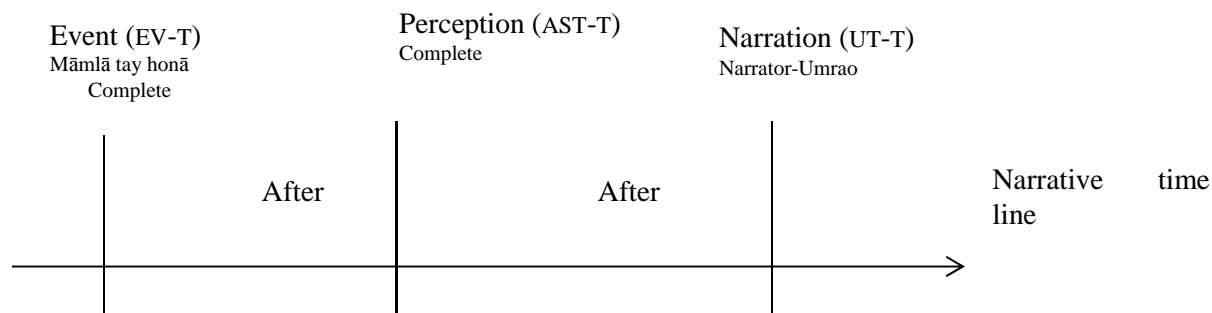 Event (EV-T)
Māmlā tay honā
Complete
Perception (AST-T)
Complete
Narration (UT-T)
Narrator-Umrao
After
After
Narrative time
line